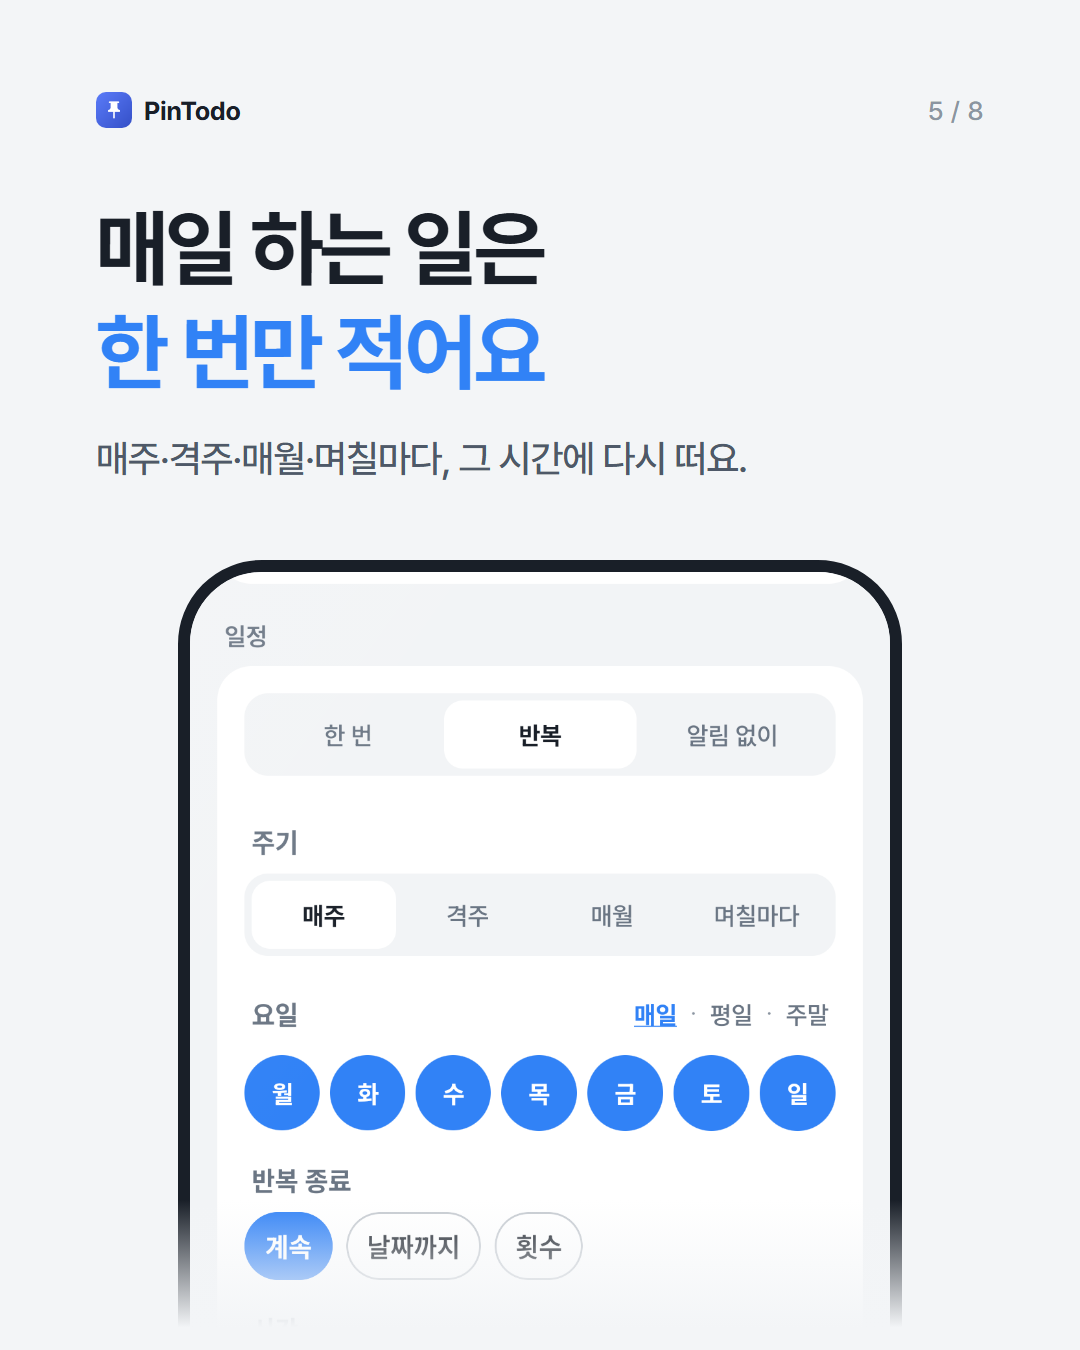 PinTodo
5 / 8
매일 하는 일은
한 번만 적어요
매주·격주·매월·며칠마다, 그 시간에 다시 떠요.
일정
한 번 반복 알림 없이
주기
매주 격주 매월 며칠마다
요일 매일 · 평일 · 주말
월 화 수 목 금 토 일
반복 종료
계속 날짜까지 횟수